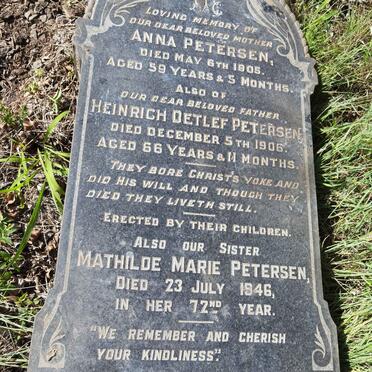 LOVING MEMORY OF
OUR DEAR BELOVED MOTHER
ANNA PETERSEN,
DIED MAY 6TH 1905.
AGED 59 YEARS & 5 MONTHS.
ALSO OF
OUR DEAR BELOVED FATHER
HEINRICH DETLEF PETERSEN
DIED DECEMBER 5TH 1906.
AGED 66 YEARS & 11 MONTHS.
THEY BORE CHRIST'S YOKE AND
DID HIS WILL AND THOUGH THEY
DIED THEY LIVETH STILL.
ERECTED BY THEIR CHILDREN.
ALSO OUR SISTER
MATHILDE MARIE PETERSEN,
DIED 23 JULY 1946,
IN HER 72ND YEAR.
"WE REMEMBER AND CHERISH
YOUR KINDLINESS".